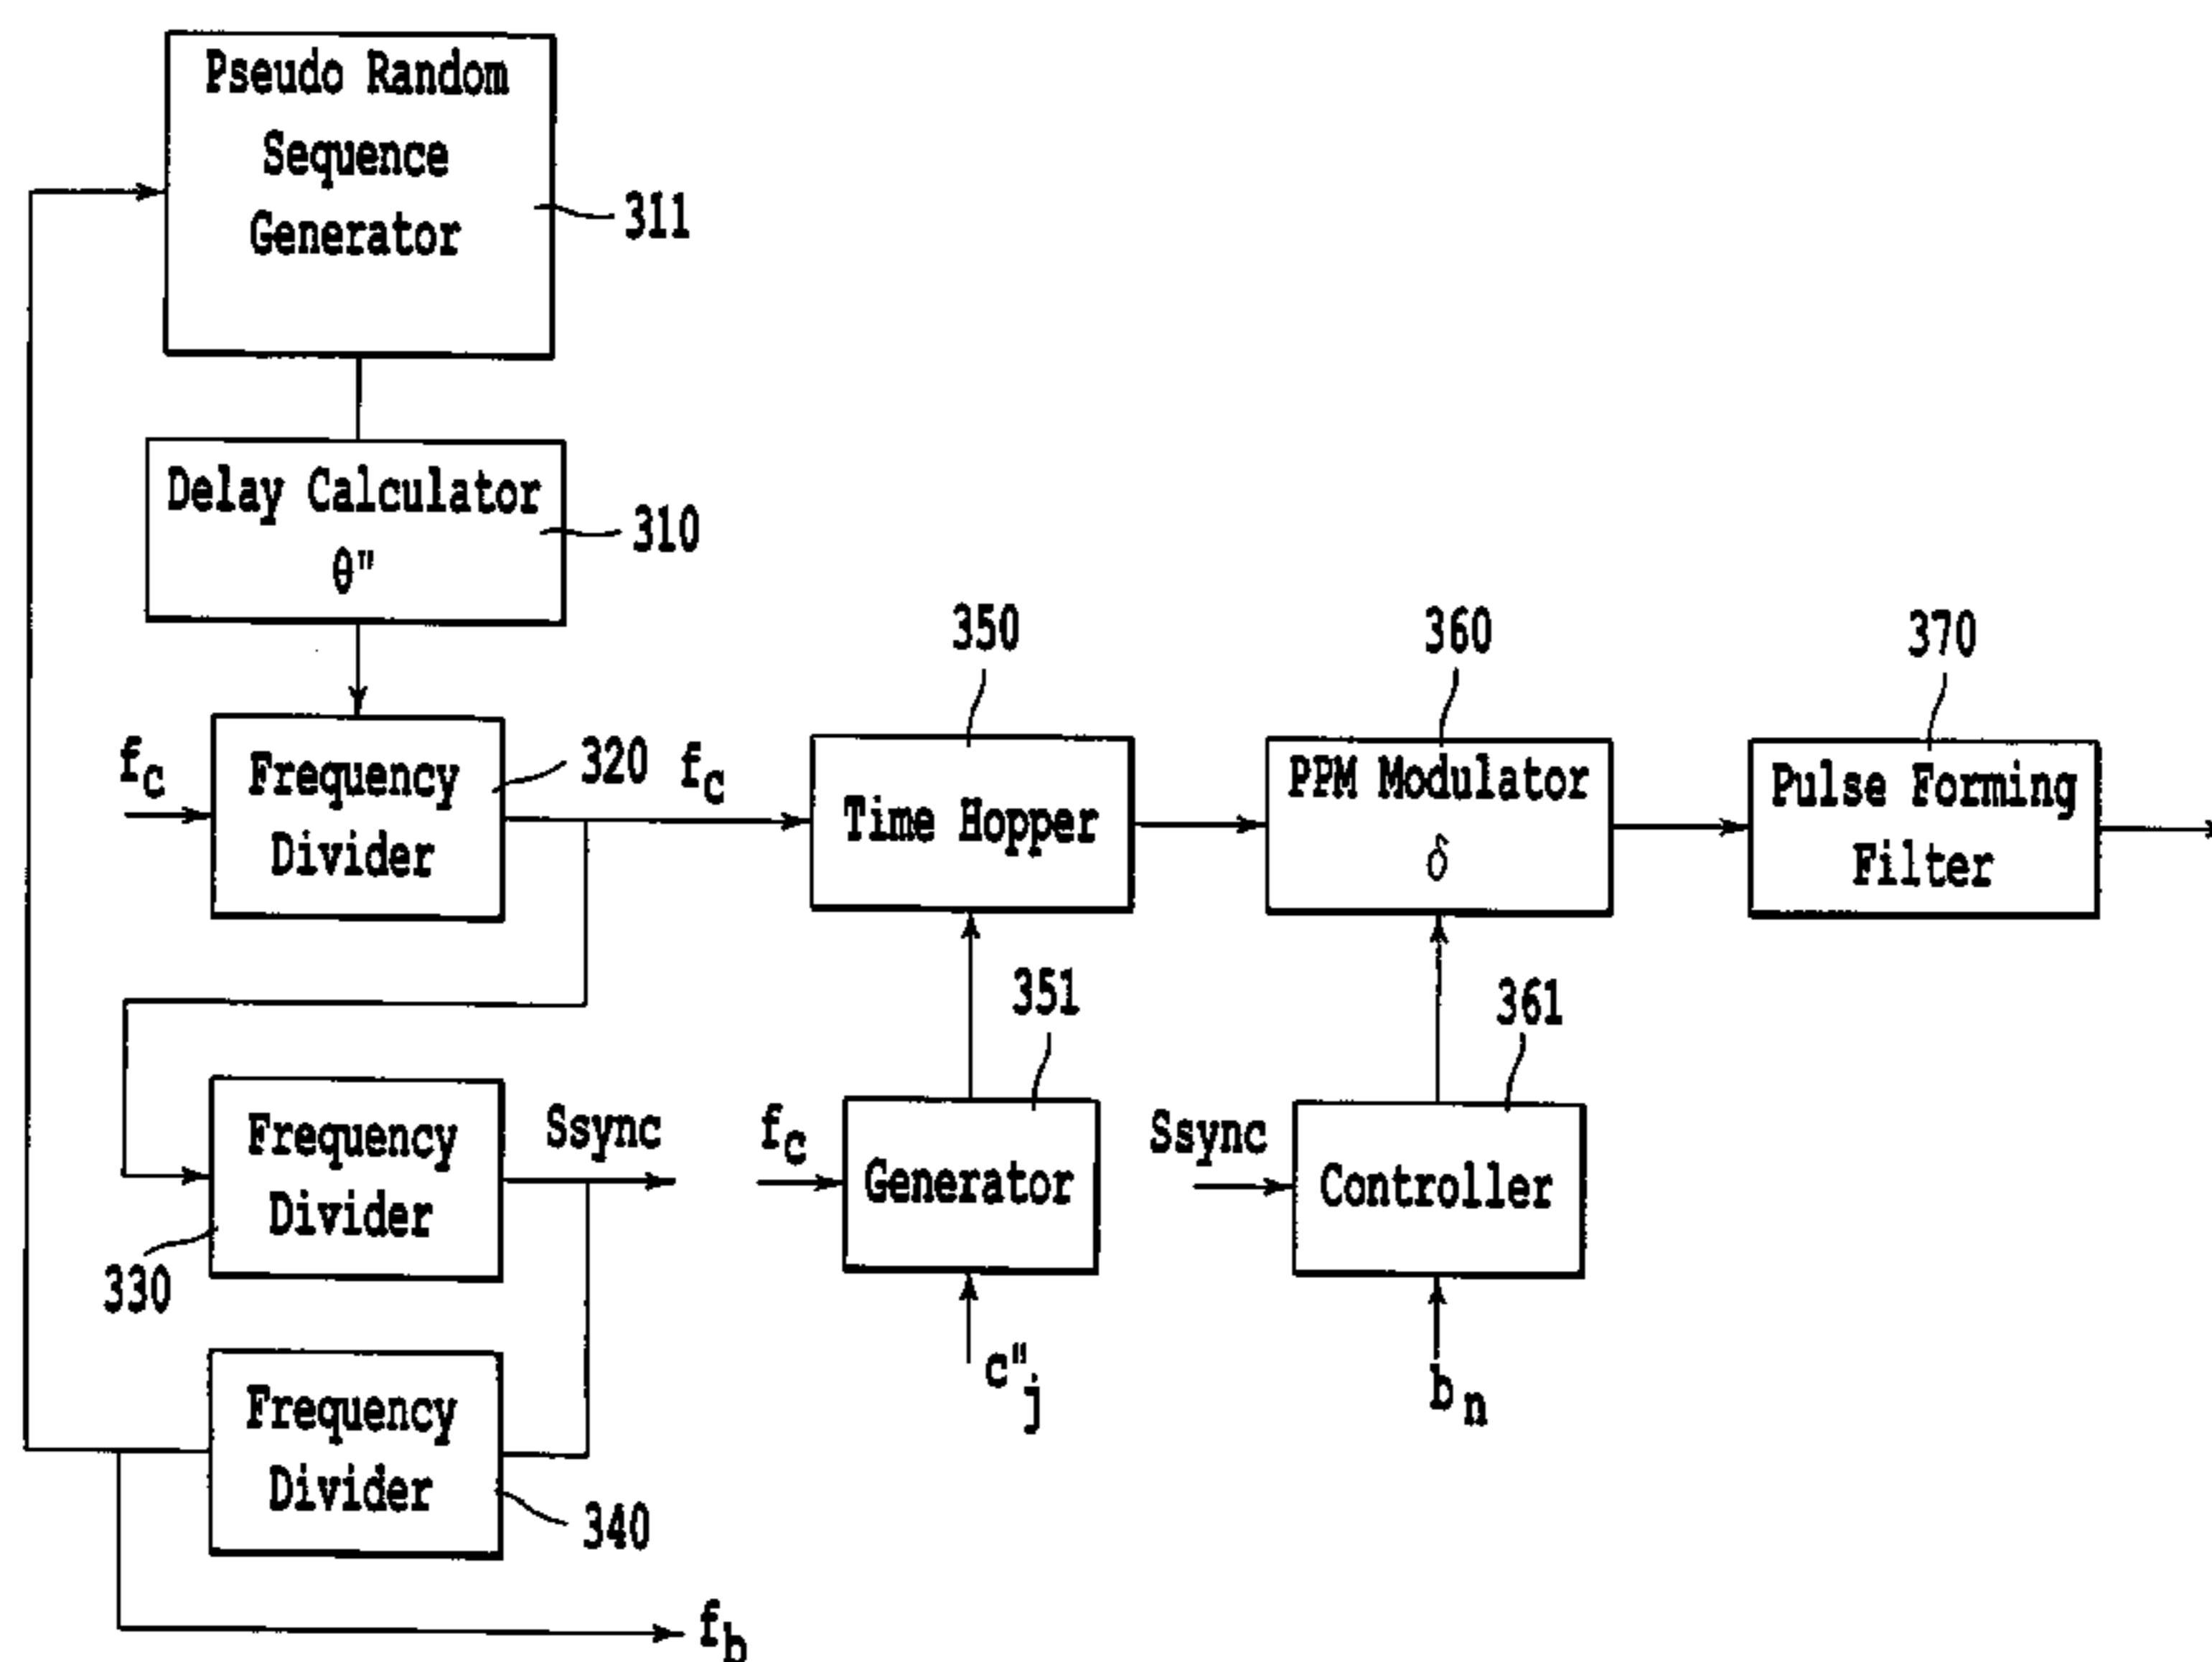 Pseudo Random
Sequence
Generator
311
Delay Calculator
θ"
310
350
360
370
fc
Frequency
Divider
320
fc
Time Hopper
PPM Modulator
δ
Pulse Forming
Filter
351
361
Frequency
Divider
330
Ssync
fc
Generator
Ssync
Controller
c"j
bn
Frequency
Divider
340
fb